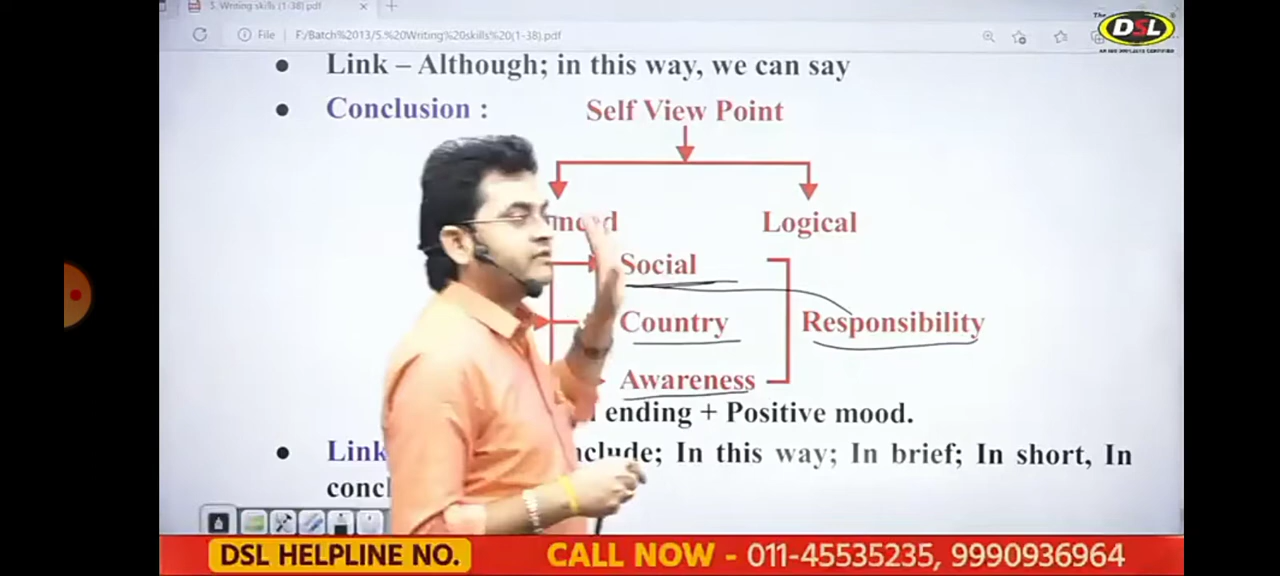 5. Writing skills (1-38).pdf
File F:/Batch%2013/5.%20Writing%20skills%20(1-38).pdf
The DSL
• Link – Although; in this way, we can say
• Conclusion : Self View Point
Logical
Social
Country Responsibility
Awareness
ending + Positive mood.
• Link In this way; In brief; In short, In
DSL HELPLINE NO. CALL NOW - 011-45535235, 9990936964